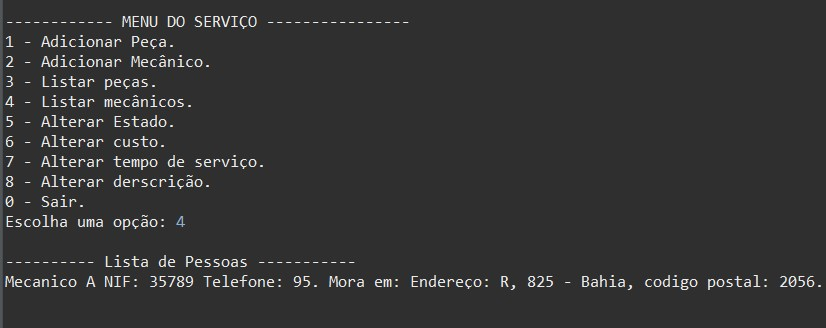 ------------ MENU DO SERVIÇO ----------------
1 - Adicionar Peça.
2 - Adicionar Mecânico.
3 - Listar peças.
4 - Listar mecânicos.
5 - Alterar Estado.
6 - Alterar custo.
7 - Alterar tempo de serviço.
8 - Alterar derscrição.
0 - Sair.
Escolha uma opção: 4
---------- Lista de Pessoas -----------
Mecanico A NIF: 35789 Telefone: 95. Mora em: Endereço: R, 825 - Bahia, codigo postal: 2056.